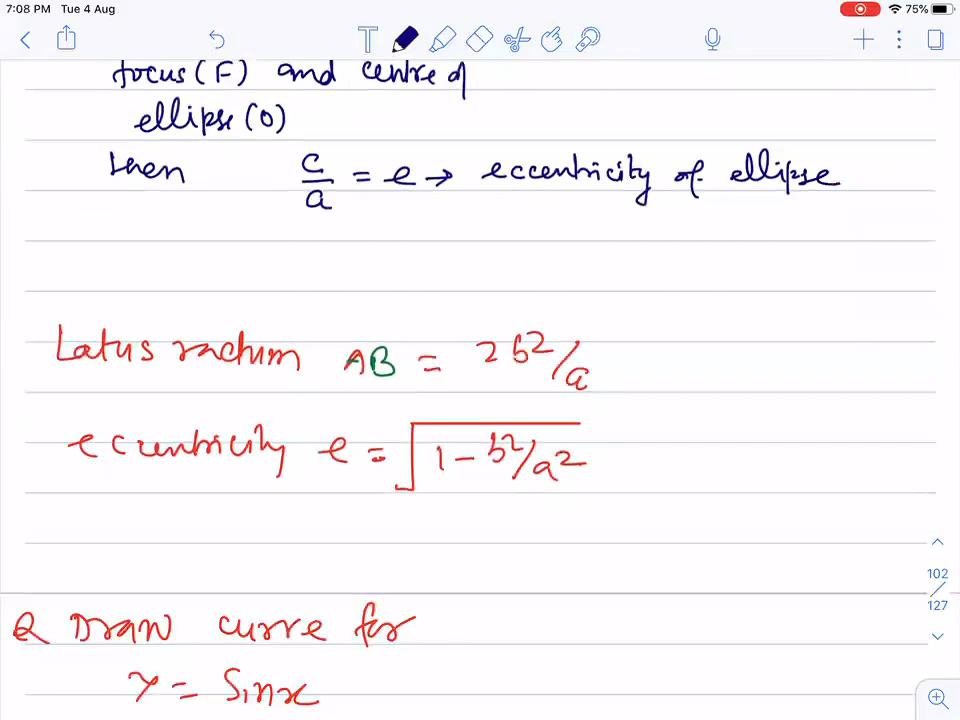 7:08 PM Tue 4 Aug
75%
focus (F) and centre of
ellipse (O)
then c/a = e → eccentricity of ellipse
Latus ractum AB = 2b²/a
eccentricity e = √(1 - b²/a²)
102
/
127
Q Draw curve for
y = Sinx